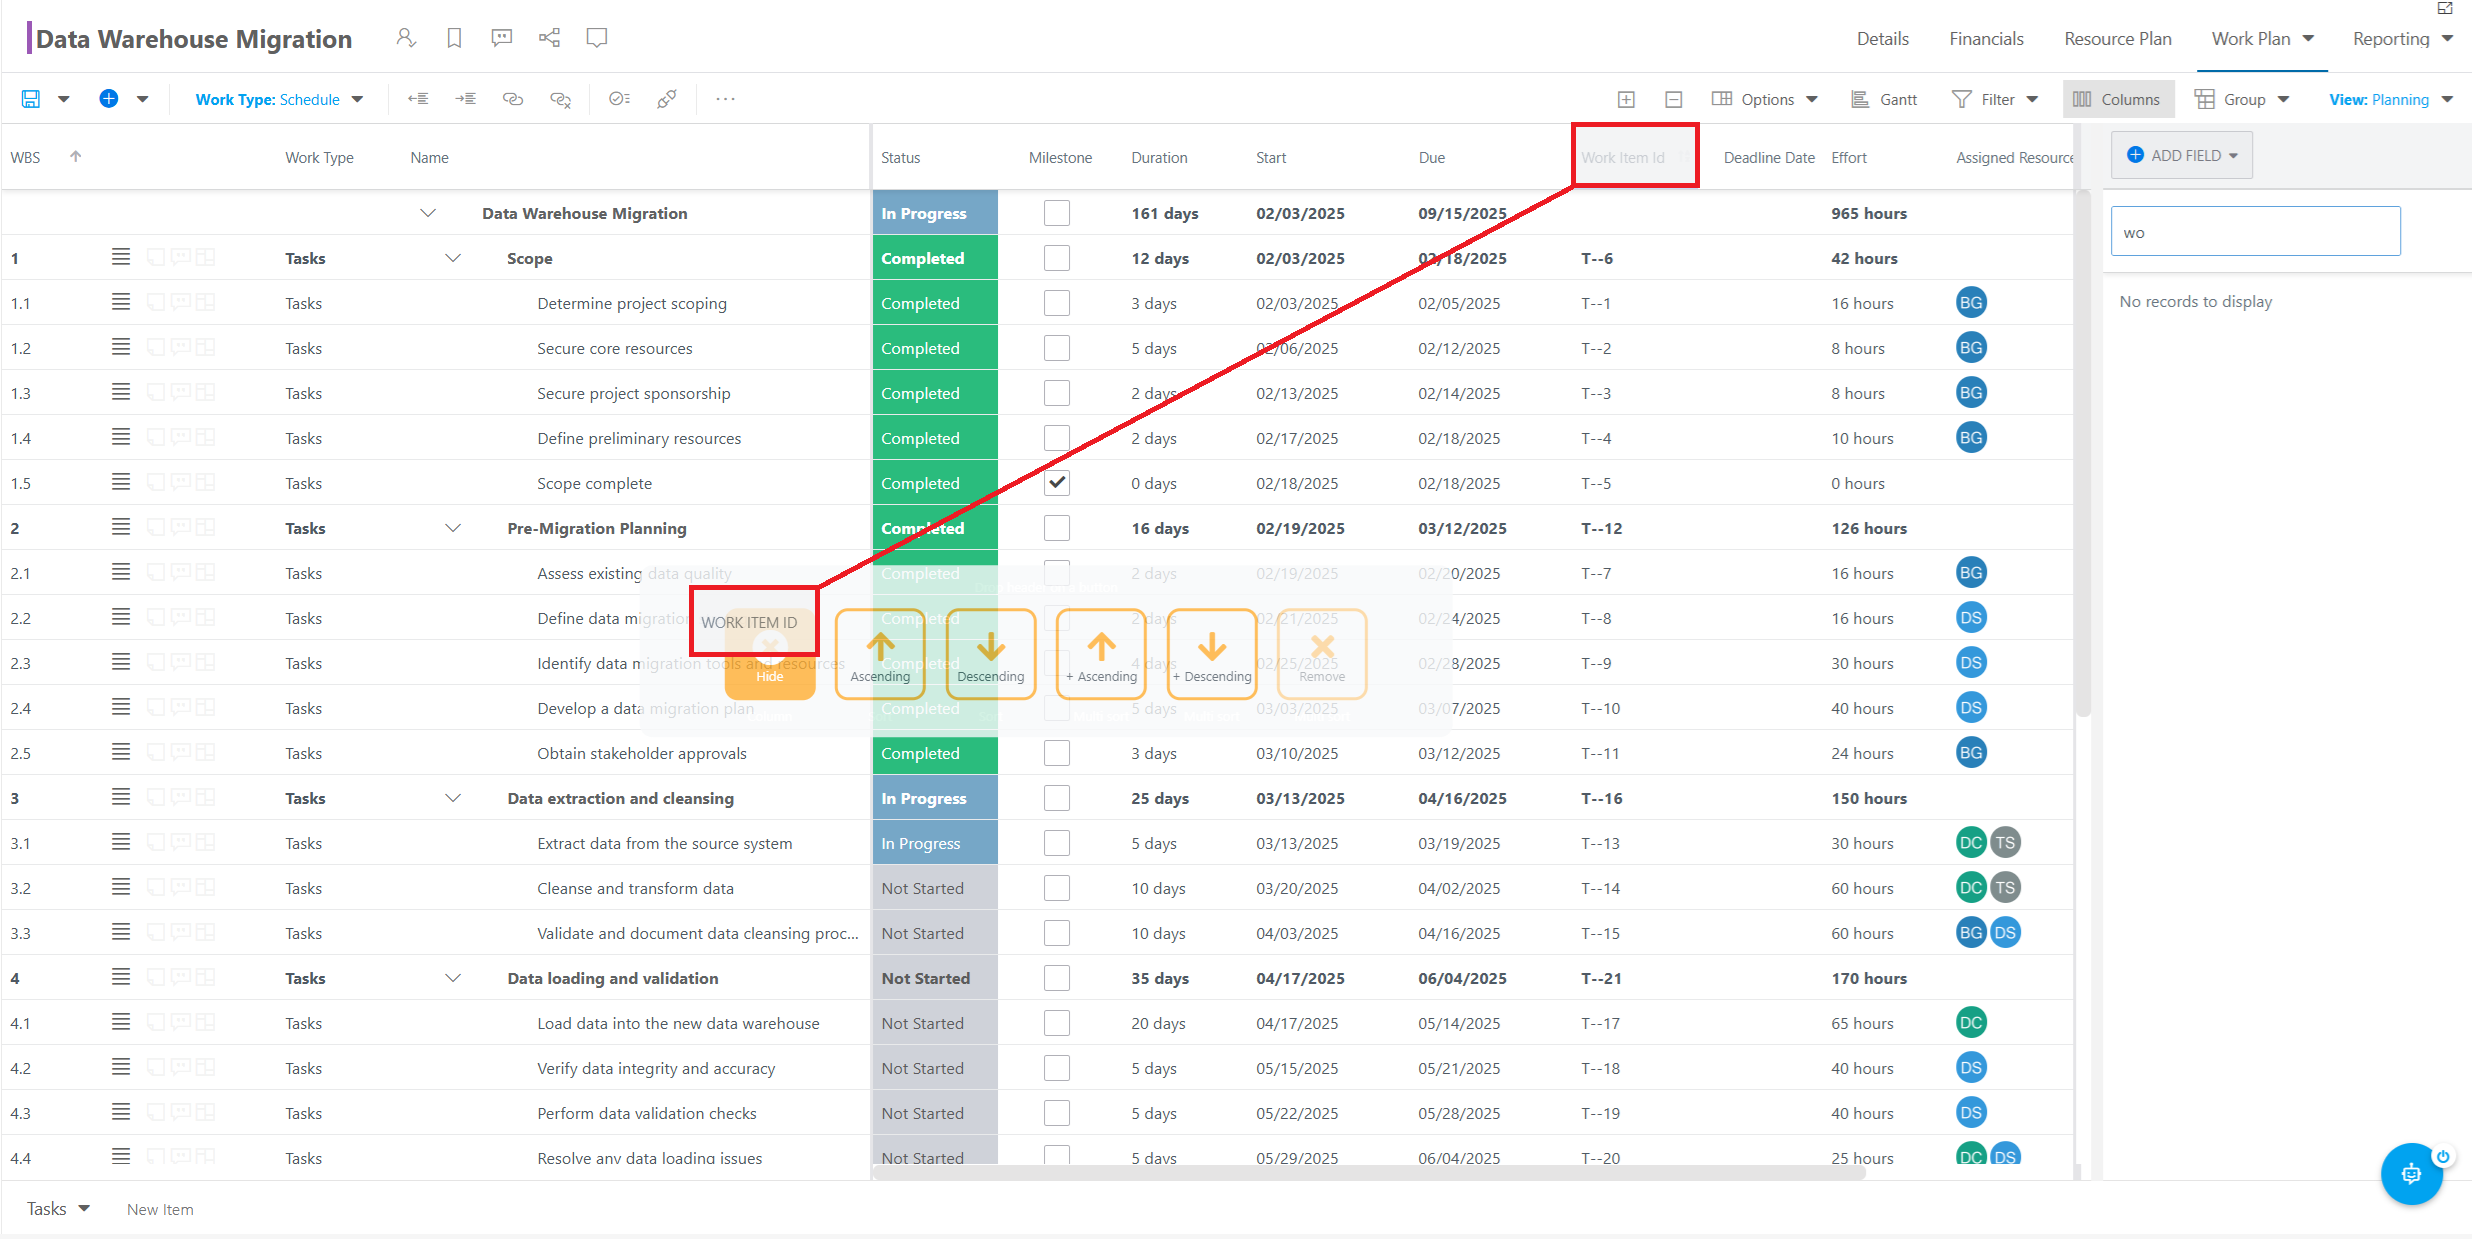 Data Warehouse Migration
Details Financials Resource Plan Work Plan Reporting
Work Type: Schedule ... Options Gantt Filter Columns Group View: Planning
WBS Work Type Name Status Milestone Duration Start Due Work Item Id Deadline Date Effort Assigned Resource
ADD FIELD
wo
No records to display
Data Warehouse Migration In Progress 161 days 02/03/2025 09/15/2025 965 hours
1 Tasks Scope Completed 12 days 02/03/2025 02/18/2025 T--6 42 hours
1.1 Tasks Determine project scoping Completed 3 days 02/03/2025 02/05/2025 T--1 16 hours BG
1.2 Tasks Secure core resources Completed 5 days 02/06/2025 02/12/2025 T--2 8 hours BG
1.3 Tasks Secure project sponsorship Completed 2 days 02/13/2025 02/14/2025 T--3 8 hours BG
1.4 Tasks Define preliminary resources Completed 2 days 02/17/2025 02/18/2025 T--4 10 hours BG
1.5 Tasks Scope complete Completed 0 days 02/18/2025 02/18/2025 T--5 0 hours
2 Tasks Pre-Migration Planning Completed 16 days 02/19/2025 03/12/2025 T--12 126 hours
2.1 Tasks Assess existing data quality Completed 2 days 02/19/2025 02/20/2025 T--7 16 hours BG
2.2 Tasks Define data migration Completed 2 days 02/21/2025 02/24/2025 T--8 16 hours DS
WORK ITEM ID
2.3 Tasks Identify data migration tools and resources Completed 4 days 02/25/2025 02/28/2025 T--9 30 hours DS
Hide Ascending Descending + Ascending + Descending Remove
2.4 Tasks Develop a data migration plan Completed 5 days 03/03/2025 03/07/2025 T--10 40 hours DS
2.5 Tasks Obtain stakeholder approvals Completed 3 days 03/10/2025 03/12/2025 T--11 24 hours BG
3 Tasks Data extraction and cleansing In Progress 25 days 03/13/2025 04/16/2025 T--16 150 hours
3.1 Tasks Extract data from the source system In Progress 5 days 03/13/2025 03/19/2025 T--13 30 hours DC TS
3.2 Tasks Cleanse and transform data Not Started 10 days 03/20/2025 04/02/2025 T--14 60 hours DC TS
3.3 Tasks Validate and document data cleansing proc... Not Started 10 days 04/03/2025 04/16/2025 T--15 60 hours BG DS
4 Tasks Data loading and validation Not Started 35 days 04/17/2025 06/04/2025 T--21 170 hours
4.1 Tasks Load data into the new data warehouse Not Started 20 days 04/17/2025 05/14/2025 T--17 65 hours DC
4.2 Tasks Verify data integrity and accuracy Not Started 5 days 05/15/2025 05/21/2025 T--18 40 hours DS
4.3 Tasks Perform data validation checks Not Started 5 days 05/22/2025 05/28/2025 T--19 40 hours DS
4.4 Tasks Resolve any data loading issues Not Started 5 days 05/29/2025 06/04/2025 T--20 25 hours DC DS
Tasks New Item